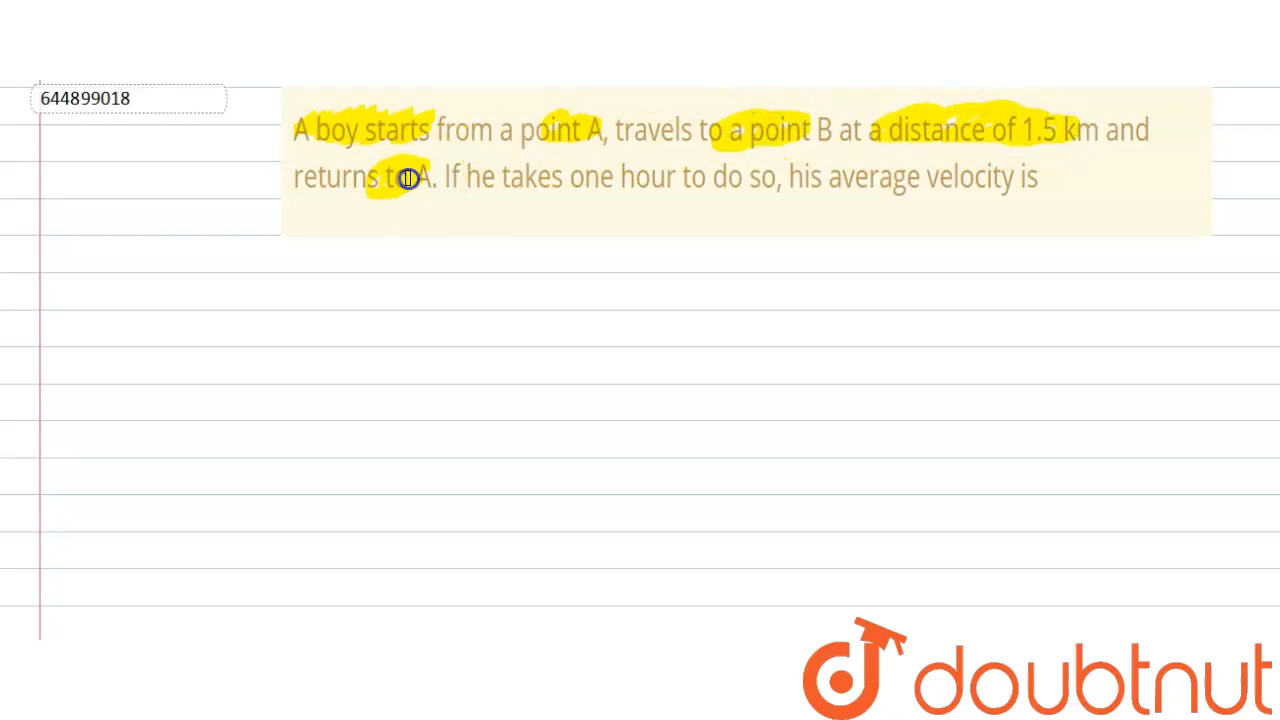 644899018
A boy starts from a point A, travels to a point B at a distance of 1.5 km and
returns to A. If he takes one hour to do so, his average velocity is
doubtnut